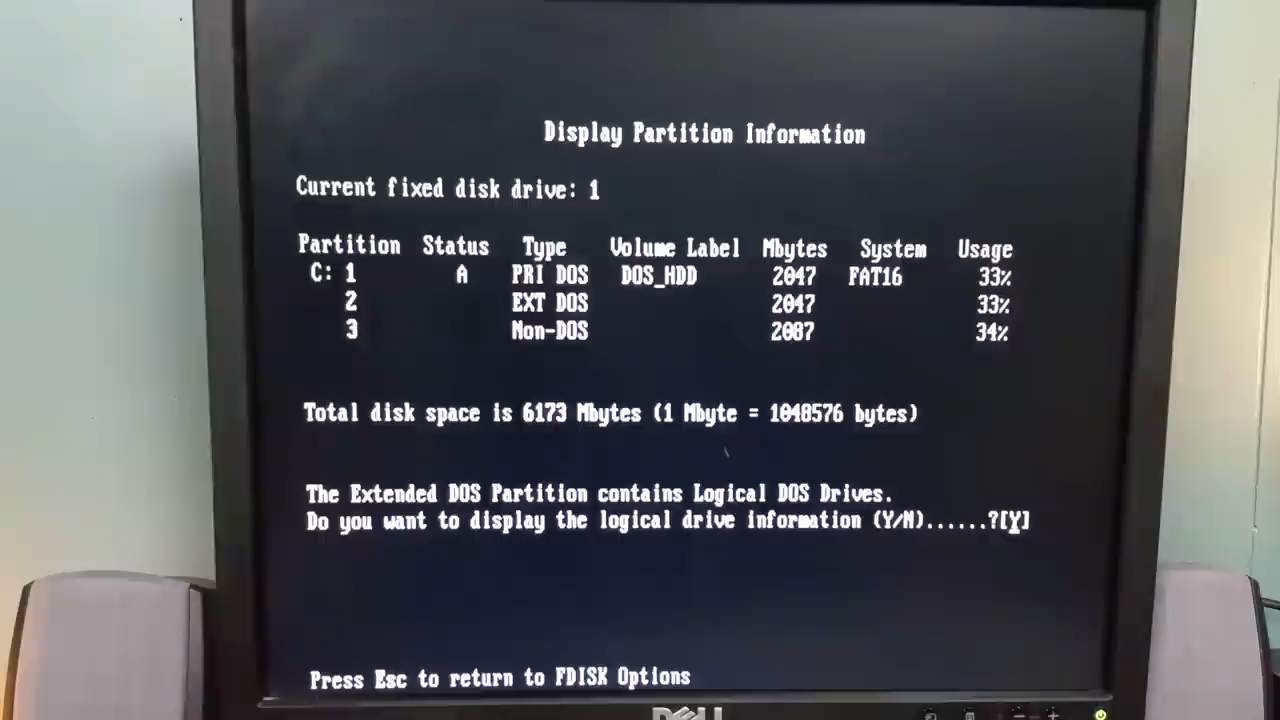 Display Partition Information
Current fixed disk drive: 1
Partition Status Type Volume Label Mbytes System Usage
C: 1 A PRI DOS DOS_HDD 2047 FAT16 33%
2 EXT DOS 2047 33%
3 Non-DOS 2087 34%
Total disk space is 6173 Mbytes (1 Mbyte = 1048576 bytes)
The Extended DOS Partition contains Logical DOS Drives.
Do you want to display the logical drive information (Y/N)......?[Y]
Press Esc to return to FDISK Options
DELL